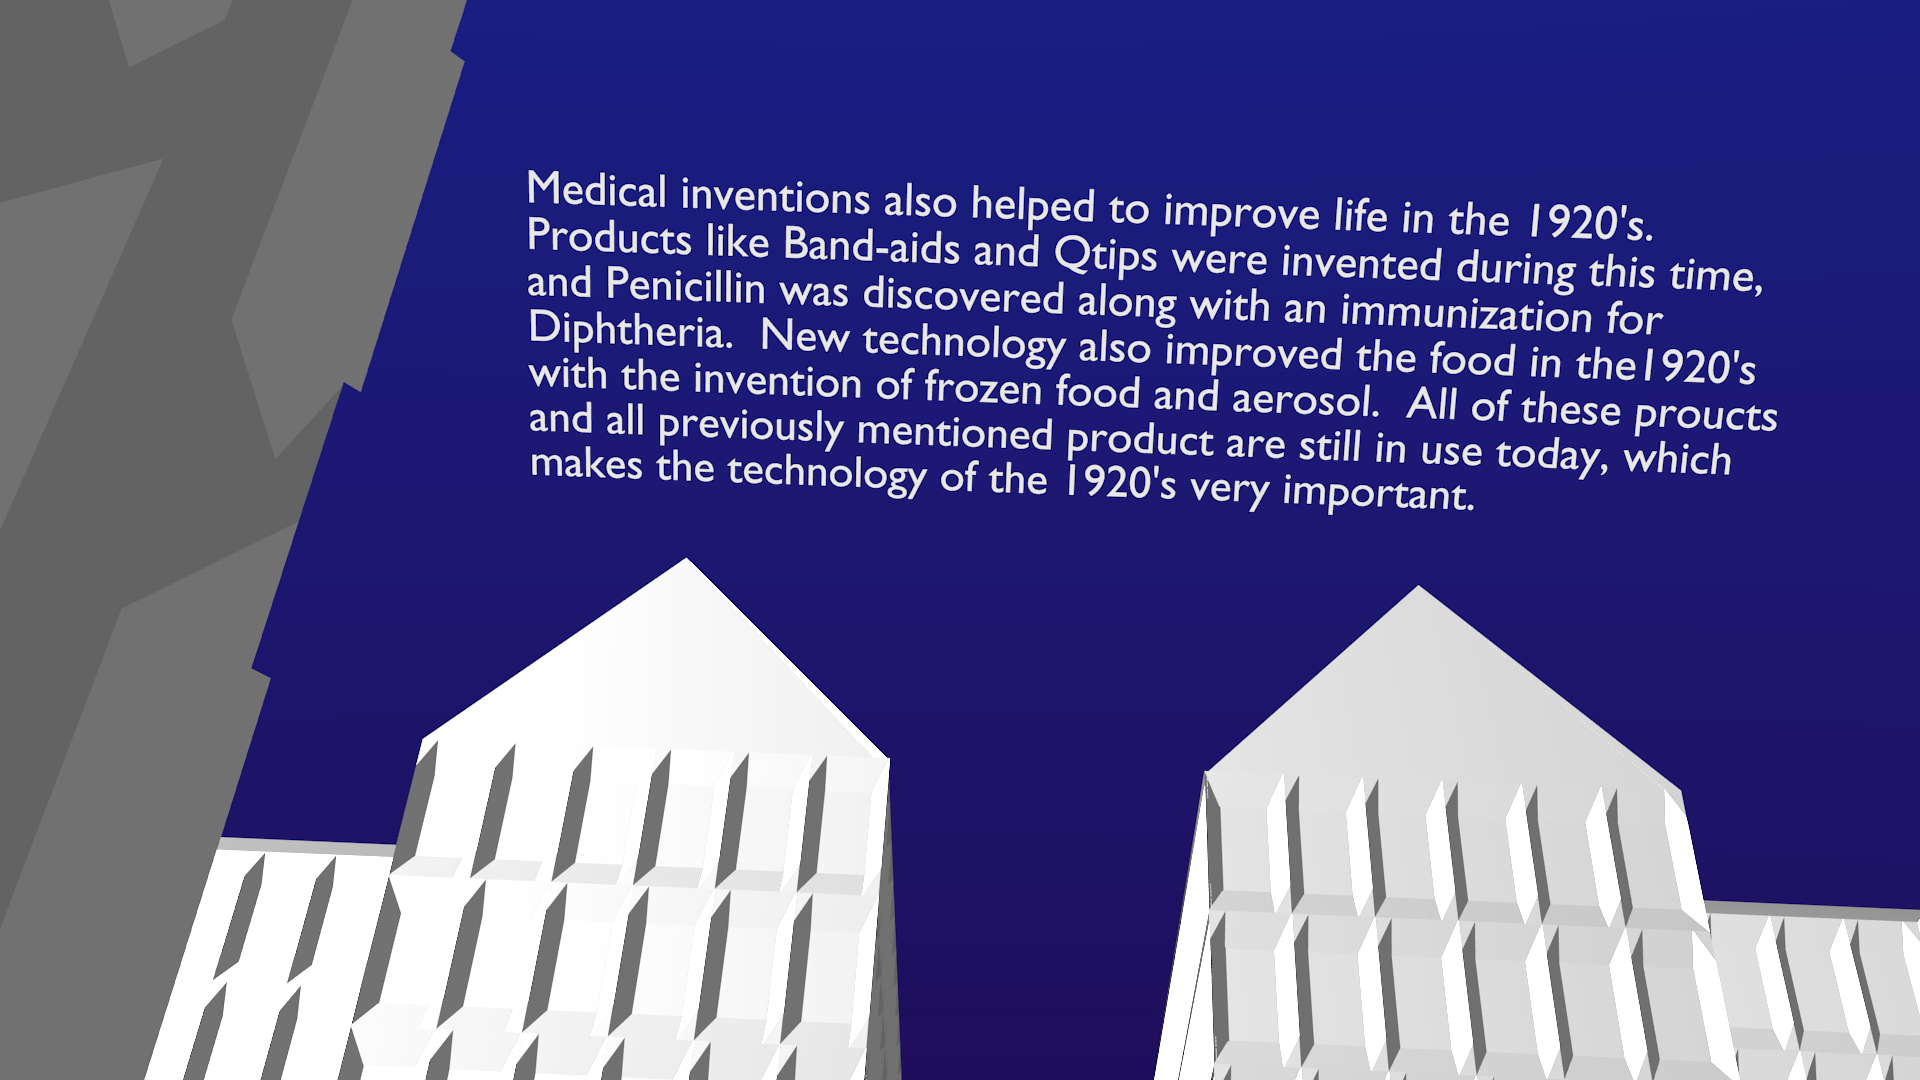 Medical inventions also helped to improve life in the 1920's.
Products like Band-aids and Qtips were invented during this time,
and Penicillin was discovered along with an immunization for
Diphtheria.  New technology also improved the food in the1920's
with the invention of frozen food and aerosol.  All of these proucts
and all previously mentioned product are still in use today, which
makes the technology of the 1920's very important.